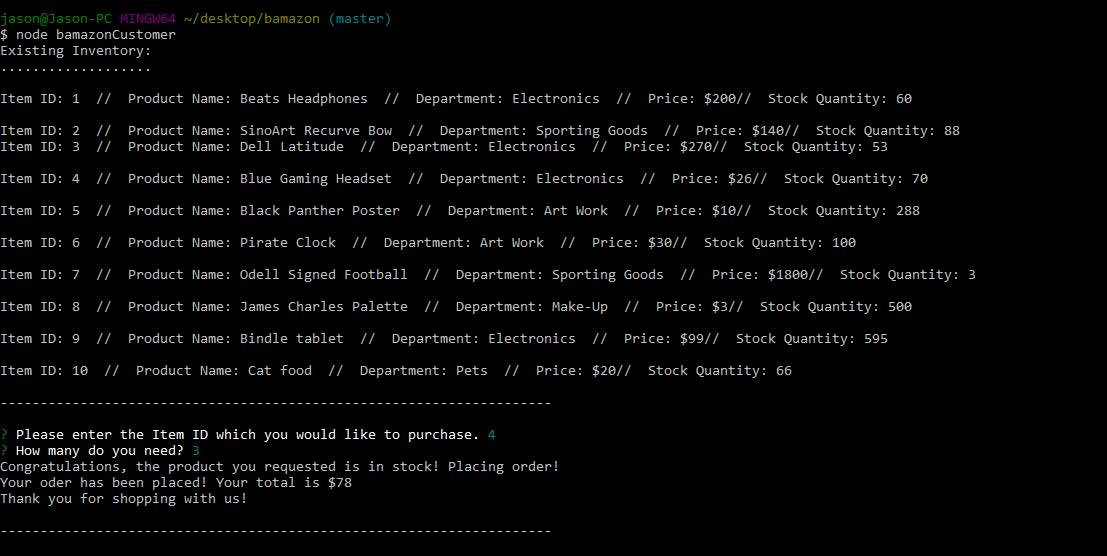 jason@Jason-PC MINGW64 ~/desktop/bamazon (master)
$ node bamazonCustomer
Existing Inventory:
...................
Item ID: 1  //  Product Name: Beats Headphones  //  Department: Electronics  //  Price: $200//  Stock Quantity: 60
Item ID: 2  //  Product Name: SinoArt Recurve Bow  //  Department: Sporting Goods  //  Price: $140//  Stock Quantity: 88
Item ID: 3  //  Product Name: Dell Latitude  //  Department: Electronics  //  Price: $270//  Stock Quantity: 53
Item ID: 4  //  Product Name: Blue Gaming Headset  //  Department: Electronics  //  Price: $26//  Stock Quantity: 70
Item ID: 5  //  Product Name: Black Panther Poster  //  Department: Art Work  //  Price: $10//  Stock Quantity: 288
Item ID: 6  //  Product Name: Pirate Clock  //  Department: Art Work  //  Price: $30//  Stock Quantity: 100
Item ID: 7  //  Product Name: Odell Signed Football  //  Department: Sporting Goods  //  Price: $1800//  Stock Quantity: 3
Item ID: 8  //  Product Name: James Charles Palette  //  Department: Make-Up  //  Price: $3//  Stock Quantity: 500
Item ID: 9  //  Product Name: Bindle tablet  //  Department: Electronics  //  Price: $99//  Stock Quantity: 595
Item ID: 10  //  Product Name: Cat food  //  Department: Pets  //  Price: $20//  Stock Quantity: 66
---------------------------------------------------------------------
? Please enter the Item ID which you would like to purchase. 4
? How many do you need? 3
Congratulations, the product you requested is in stock! Placing order!
Your oder has been placed! Your total is $78
Thank you for shopping with us!
---------------------------------------------------------------------